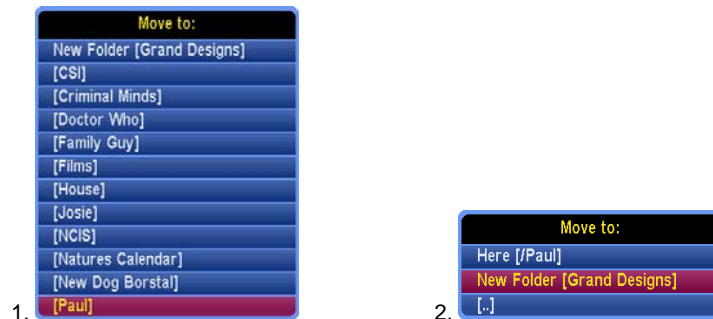 Move to:
New Folder [Grand Designs]
[CSI]
[Criminal Minds]
[Doctor Who]
[Family Guy]
[Films]
[House]
[Josie]
[NCIS]
[Natures Calendar]
[New Dog Borstal]
1. [Paul]
Move to:
Here [/Paul]
New Folder [Grand Designs]
2. [..]